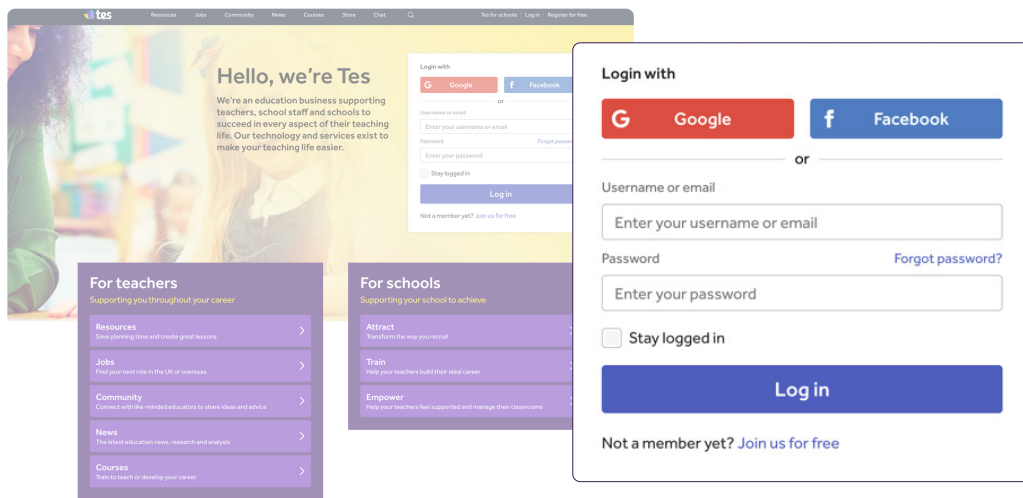 tes
Resources Jobs Community News Courses Store Chat
Tes for schools Log in Register for free
Hello, we're Tes
We're an education business supporting
teachers, school staff and schools to
succeed in every aspect of their teaching
life. Our technology and services exist to
make your teaching life easier.
Login with
G Google
f Facebook
or
Username or email
Enter your username or email
Password
Enter your password
Stay logged in
Log in
Not a member yet? Join us for free
For teachers
Supporting you throughout your career
Resources
Save planning time and create great lessons
Jobs
Find your next role in the UK or overseas
Community
Connect with like-minded educators to share ideas and advice
News
The latest education news, research and analysis
Courses
Train to teach or develop your career
For schools
Supporting your school to achieve
Attract
Transform the way you recruit
Train
Help your teachers build their ideal career
Empower
Help your teachers feel supported and manage their classrooms
Login with
G Google
f Facebook
or
Username or email
Enter your username or email
Password Forgot password?
Enter your password
Stay logged in
Log in
Not a member yet? Join us for free